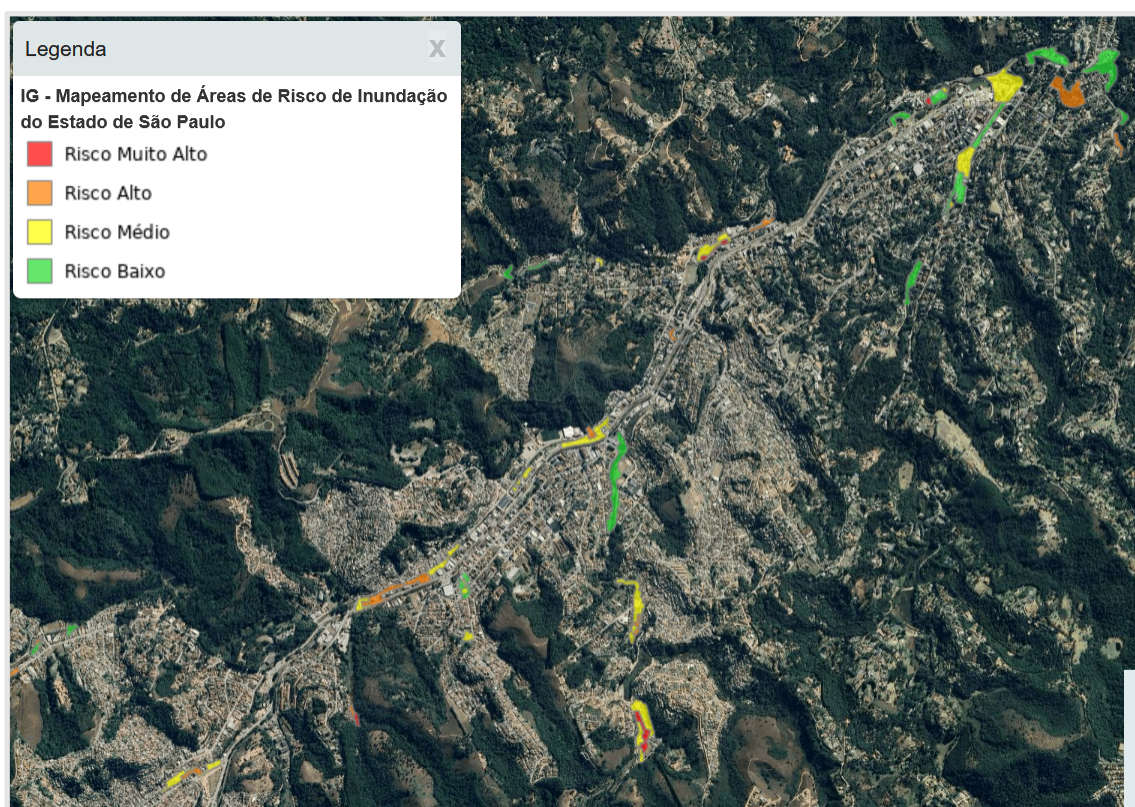 Legenda X
IG - Mapeamento de Áreas de Risco de Inundação
do Estado de São Paulo
Risco Muito Alto
Risco Alto
Risco Médio
Risco Baixo